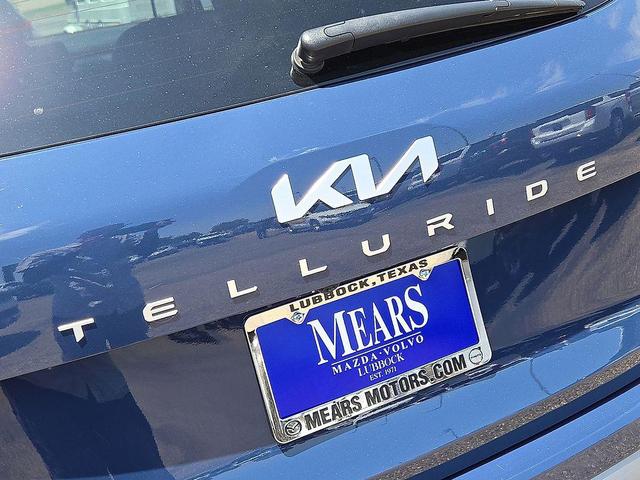 KIA
TELLURIDE
LUBBOCK, TEXAS
MEARS
MAZDA·VOLVO
LUBBOCK
EST. 1971
MEARS MOTORS.COM